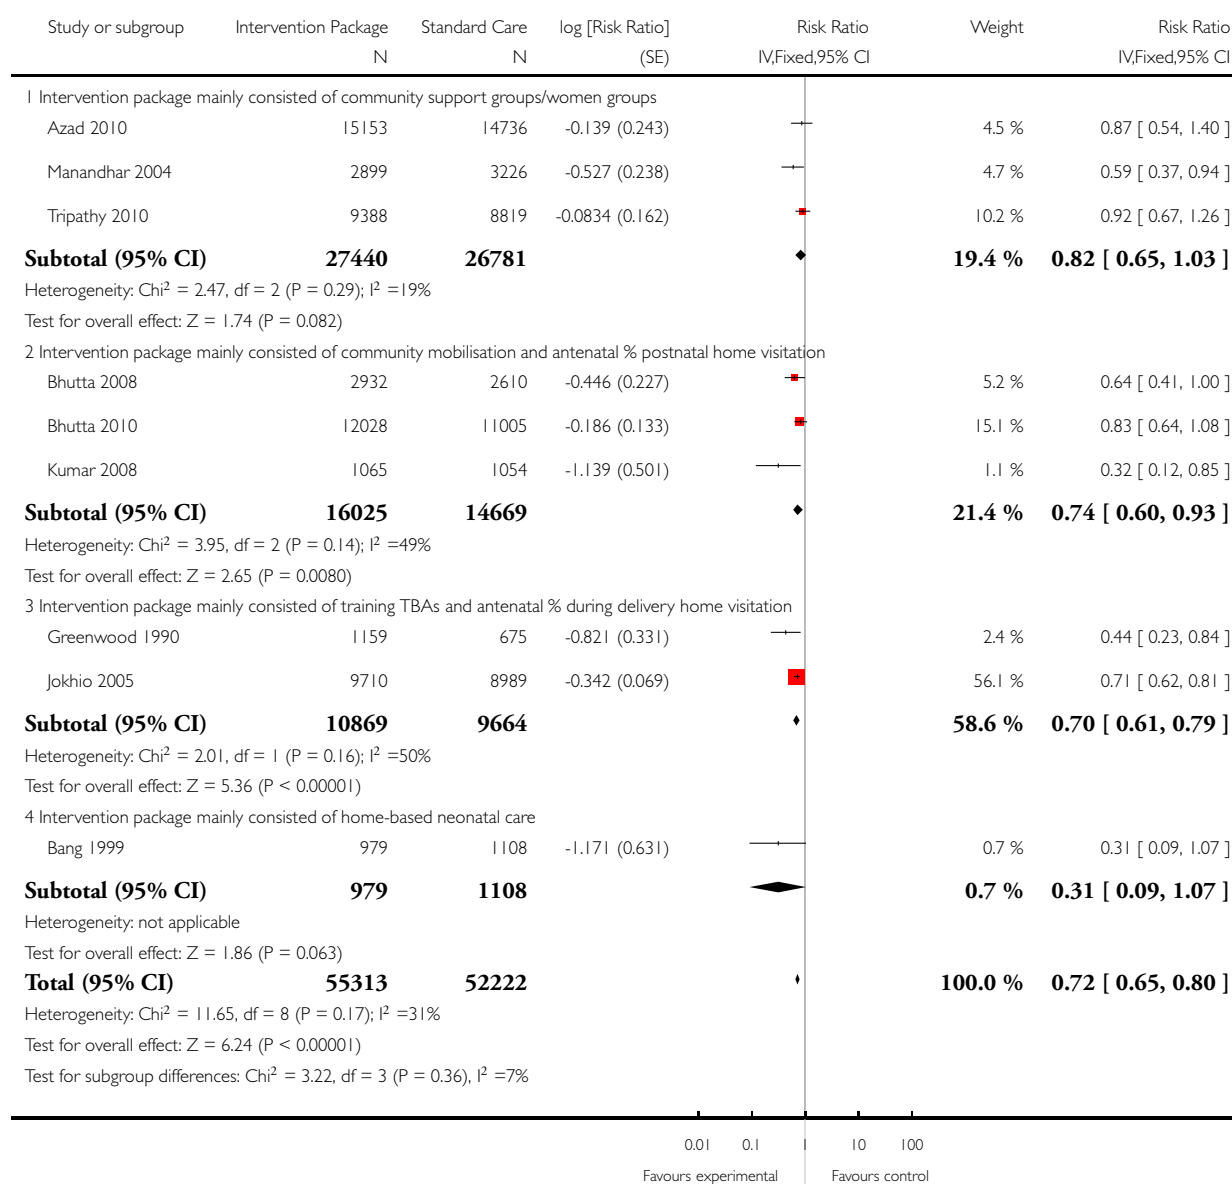 Study or subgroup Intervention Package Standard Care log [Risk Ratio] Risk Ratio Weight Risk Ratio
N N (SE) IV,Fixed,95% CI IV,Fixed,95% CI
1 Intervention package mainly consisted of community support groups/women groups
Azad 2010 15153 14736 -0.139 (0.243) 4.5 % 0.87 [ 0.54, 1.40 ]
Manandhar 2004 2899 3226 -0.527 (0.238) 4.7 % 0.59 [ 0.37, 0.94 ]
Tripathy 2010 9388 8819 -0.0834 (0.162) 10.2 % 0.92 [ 0.67, 1.26 ]
Subtotal (95% CI) 27440 26781 19.4 % 0.82 [ 0.65, 1.03 ]
Heterogeneity: Chi² = 2.47, df = 2 (P = 0.29); I² =19%
Test for overall effect: Z = 1.74 (P = 0.082)
2 Intervention package mainly consisted of community mobilisation and antenatal % postnatal home visitation
Bhutta 2008 2932 2610 -0.446 (0.227) 5.2 % 0.64 [ 0.41, 1.00 ]
Bhutta 2010 12028 11005 -0.186 (0.133) 15.1 % 0.83 [ 0.64, 1.08 ]
Kumar 2008 1065 1054 -1.139 (0.501) 1.1 % 0.32 [ 0.12, 0.85 ]
Subtotal (95% CI) 16025 14669 21.4 % 0.74 [ 0.60, 0.93 ]
Heterogeneity: Chi² = 3.95, df = 2 (P = 0.14); I² =49%
Test for overall effect: Z = 2.65 (P = 0.0080)
3 Intervention package mainly consisted of training TBAs and antenatal % during delivery home visitation
Greenwood 1990 1159 675 -0.821 (0.331) 2.4 % 0.44 [ 0.23, 0.84 ]
Jokhio 2005 9710 8989 -0.342 (0.069) 56.1 % 0.71 [ 0.62, 0.81 ]
Subtotal (95% CI) 10869 9664 58.6 % 0.70 [ 0.61, 0.79 ]
Heterogeneity: Chi² = 2.01, df = 1 (P = 0.16); I² =50%
Test for overall effect: Z = 5.36 (P < 0.00001)
4 Intervention package mainly consisted of home-based neonatal care
Bang 1999 979 1108 -1.171 (0.631) 0.7 % 0.31 [ 0.09, 1.07 ]
Subtotal (95% CI) 979 1108 0.7 % 0.31 [ 0.09, 1.07 ]
Heterogeneity: not applicable
Test for overall effect: Z = 1.86 (P = 0.063)
Total (95% CI) 55313 52222 100.0 % 0.72 [ 0.65, 0.80 ]
Heterogeneity: Chi² = 11.65, df = 8 (P = 0.17); I² =31%
Test for overall effect: Z = 6.24 (P < 0.00001)
Test for subgroup differences: Chi² = 3.22, df = 3 (P = 0.36), I² =7%
0.01 0.1 1 10 100
Favours experimental Favours control